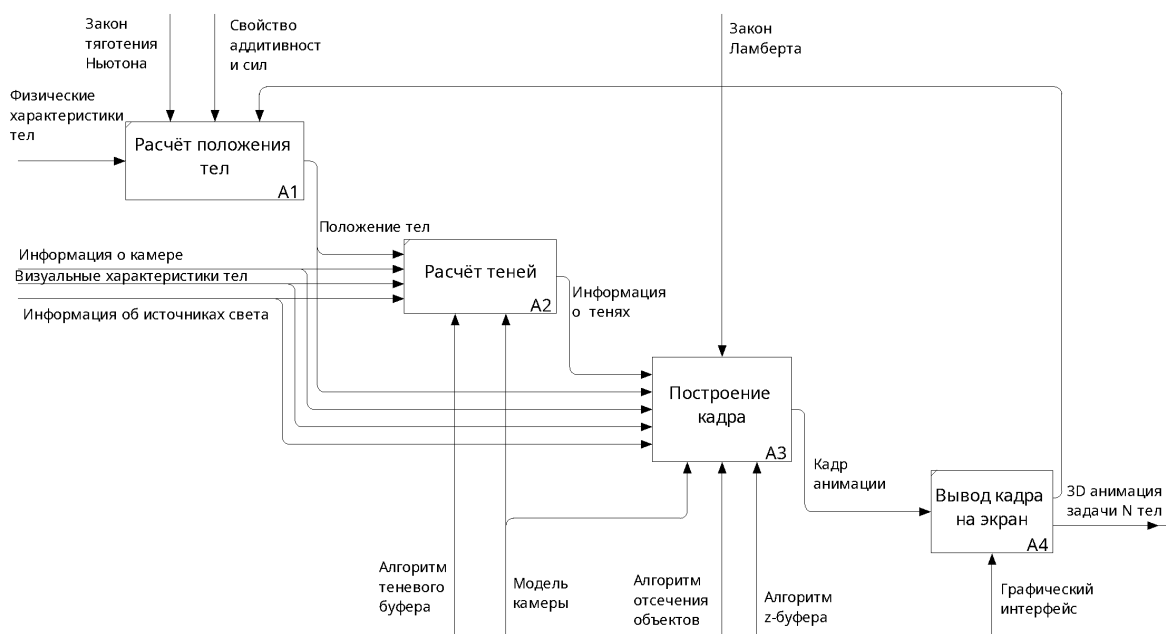 Закон
тяготения
Ньютона
Свойство
аддитивност
и сил
Закон
Ламберта
Физические
характеристики
тел
Расчёт положения
тел
A1
Положение тел
Информация о камере
Визуальные характеристики тел
Информация об источниках света
Расчёт теней
A2
Информация
о тенях
Построение
кадра
A3
Кадр
анимации
Вывод кадра
на экран
A4
3D анимация
задачи N тел
Алгоритм
теневого
буфера
Модель
камеры
Алгоритм
отсечения
объектов
Алгоритм
z-буфера
Графический
интерфейс